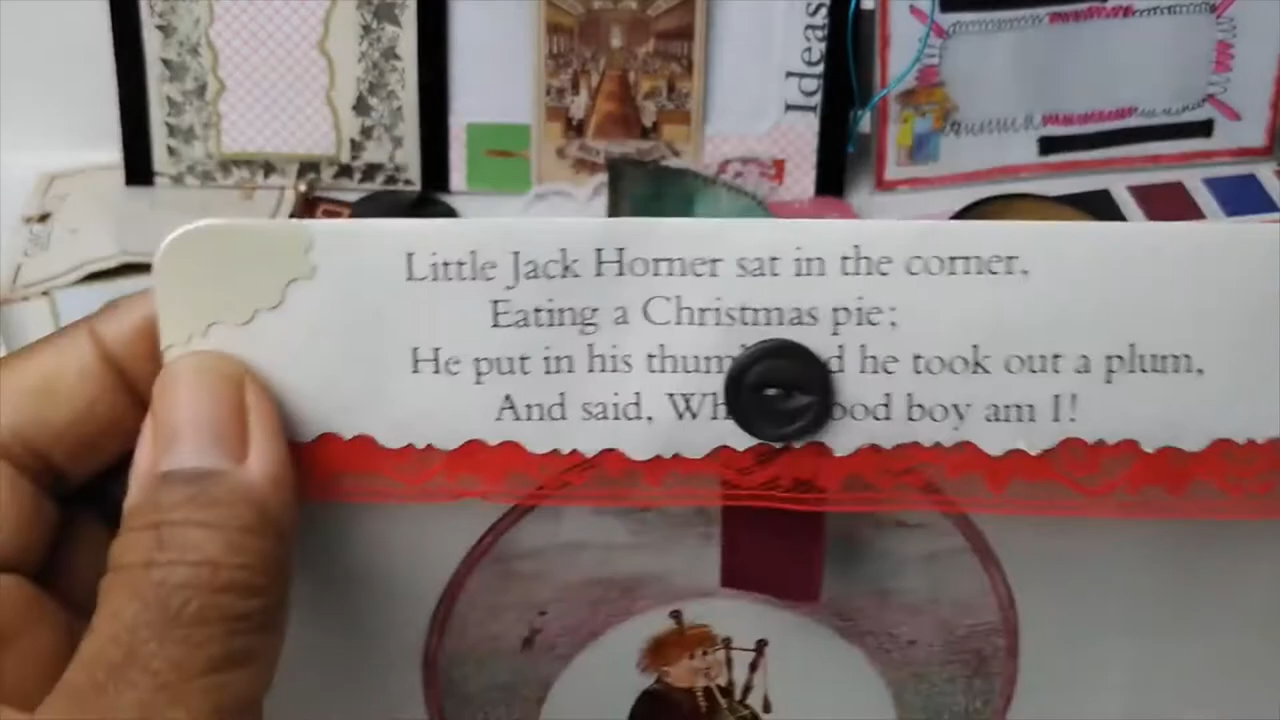 Ideas
Little Jack Horner sat in the corner,
Eating a Christmas pie;
He put in his thum d he took out a plum,
And said, Wh ood boy am I!